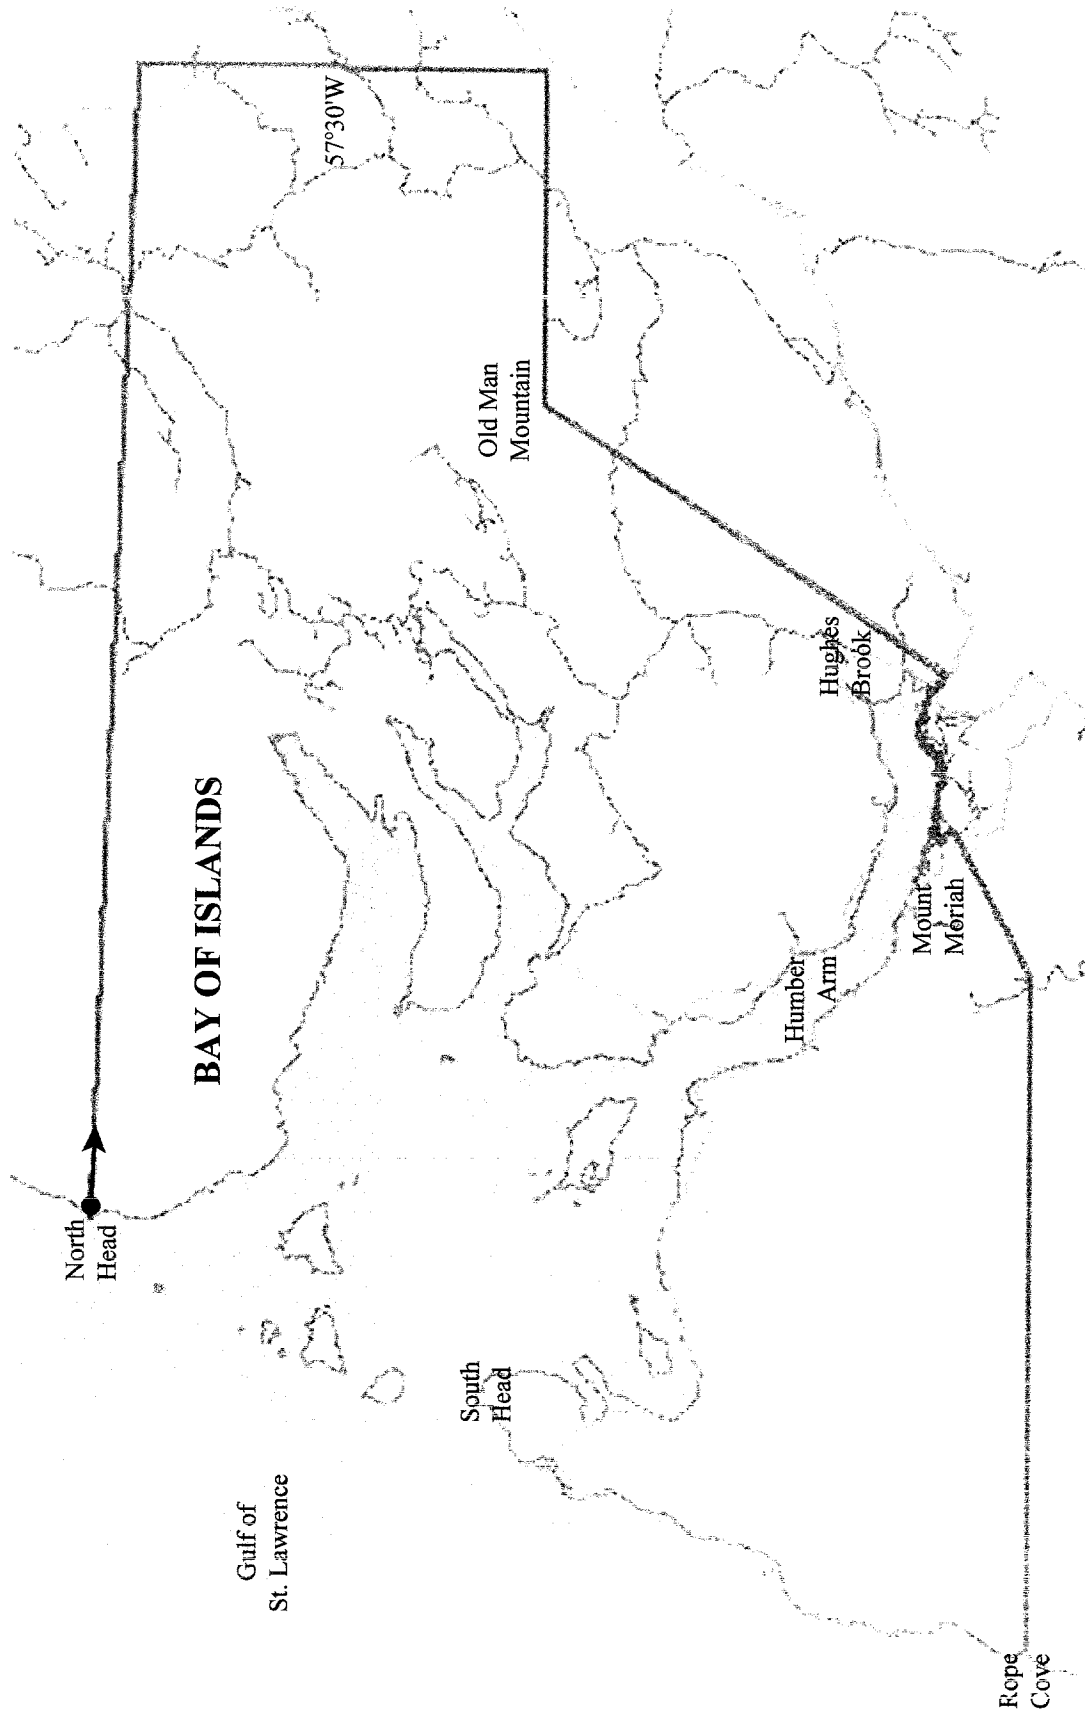 North
Head
BAY OF ISLANDS
57°30'W
Gulf of
St. Lawrence
South
Head
Old Man
Mountain
Humber
Arm
Hughes
Brook
Mount
Moriah
Rope
Cove